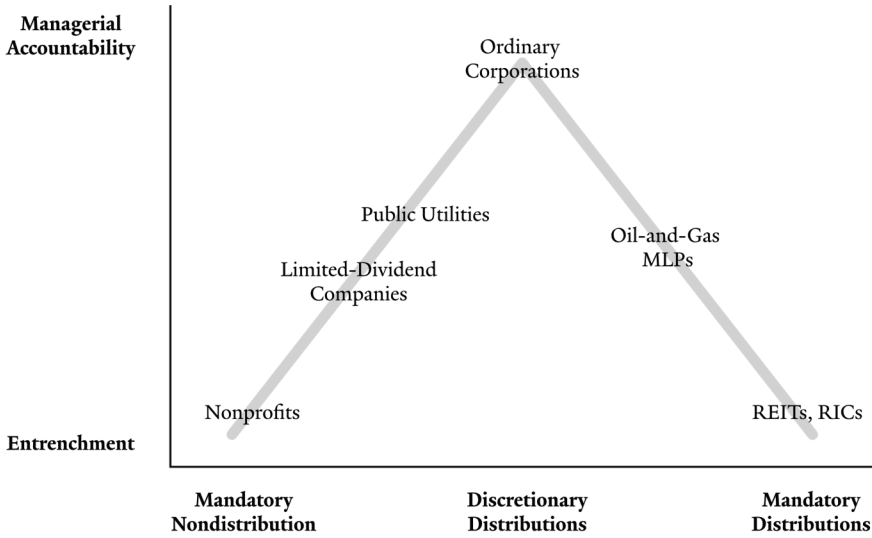 Managerial
Accountability
Ordinary
Corporations
Public Utilities
Oil-and-Gas
MLPs
Limited-Dividend
Companies
Nonprofits
REITs, RICs
Entrenchment
Mandatory
Nondistribution
Discretionary
Distributions
Mandatory
Distributions